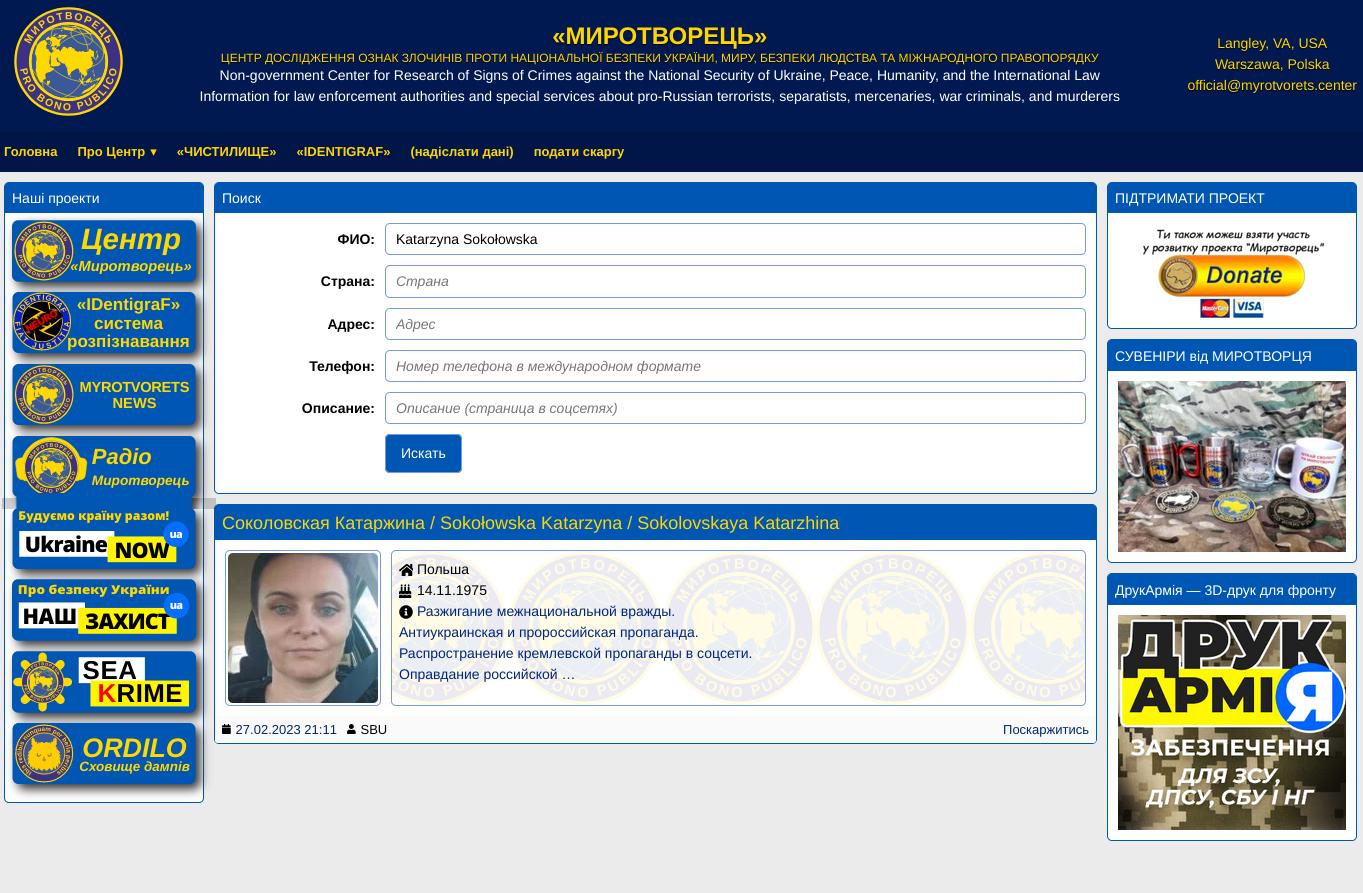 «МИРОТВОРЕЦЬ»
ЦЕНТР ДОСЛІДЖЕННЯ ОЗНАК ЗЛОЧИНІВ ПРОТИ НАЦІОНАЛЬНОЇ БЕЗПЕКИ УКРАЇНИ, МИРУ, БЕЗПЕКИ ЛЮДСТВА ТА МІЖНАРОДНОГО ПРАВОПОРЯДКУ
Non-government Center for Research of Signs of Crimes against the National Security of Ukraine, Peace, Humanity, and the International Law
Information for law enforcement authorities and special services about pro-Russian terrorists, separatists, mercenaries, war criminals, and murderers
МИРОТВОРЕЦЬ
PRO BONO PUBLICO
Langley, VA, USA
Warszawa, Polska
official@myrotvorets.center
Головна Про Центр ▾ «ЧИСТИЛИЩЕ» «IDENTIGRAF» (надіслати дані) подати скаргу
Наші проекти
Центр
«Миротворець»
«IDentigraF»
система
розпізнавання
MYROTVORETS
NEWS
Радіо
Миротворець
Будуємо країну разом!
Ukraine NOW ua
Про безпеку України
НАШ ЗАХИСТ ua
SEA
KRIME
ORDILO
Сховище дампів
Поиск
ФИО: Katarzyna Sokołowska
Страна: Страна
Адрес: Адрес
Телефон: Номер телефона в международном формате
Описание: Описание (страница в соцсетях)
Искать
Соколовская Катаржина / Sokołowska Katarzyna / Sokolovskaya Katarzhina
Польша
14.11.1975
Разжигание межнациональной вражды.
Антиукраинская и пророссийская пропаганда.
Распространение кремлевской пропаганды в соцсети.
Оправдание российской …
27.02.2023 21:11 SBU Поскаржитись
ПІДТРИМАТИ ПРОЕКТ
Ти також можеш взяти участь
у розвитку проекта "Миротворець"
Donate
MasterCard VISA
СУВЕНІРИ від МИРОТВОРЦЯ
ДрукАрмія — 3D-друк для фронту
ДРУК
АРМІЯ
ЗАБЕЗПЕЧЕННЯ
ДЛЯ ЗСУ,
ДПСУ, СБУ І НГ